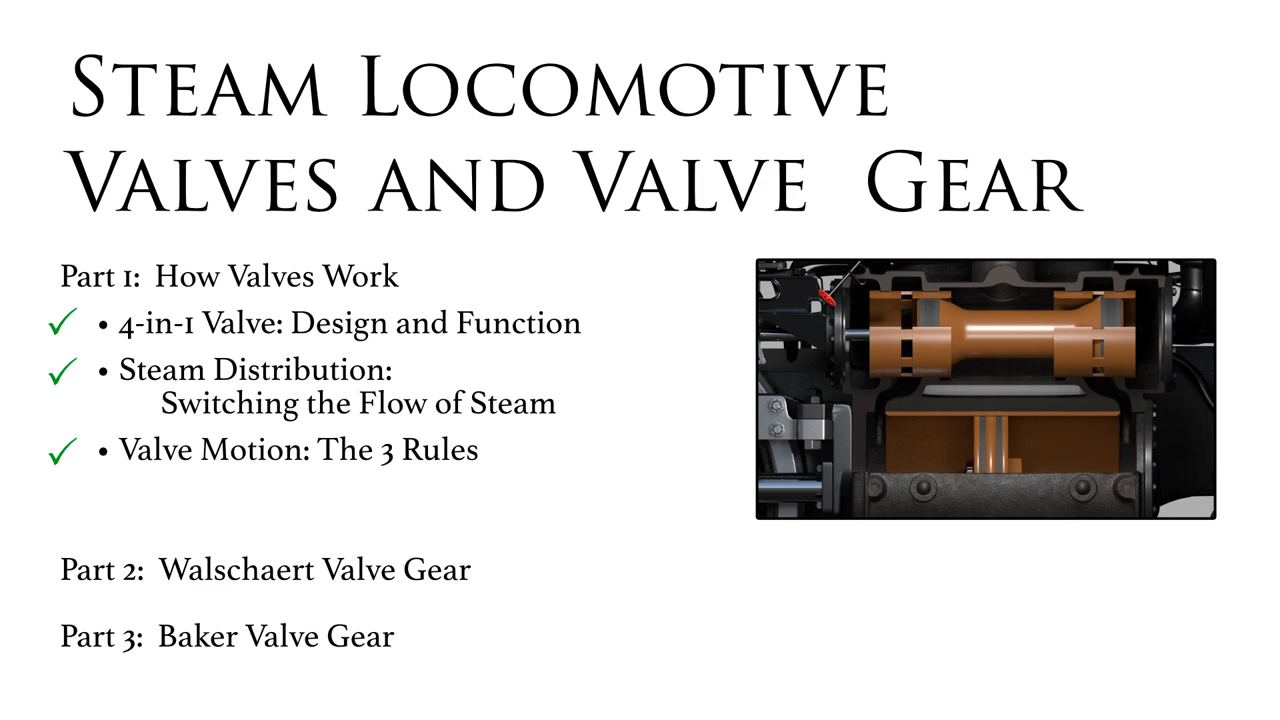 Steam Locomotive
Valves and Valve Gear
Part 1: How Valves Work
• 4-in-1 Valve: Design and Function
• Steam Distribution:
Switching the Flow of Steam
• Valve Motion: The 3 Rules
Part 2: Walschaert Valve Gear
Part 3: Baker Valve Gear